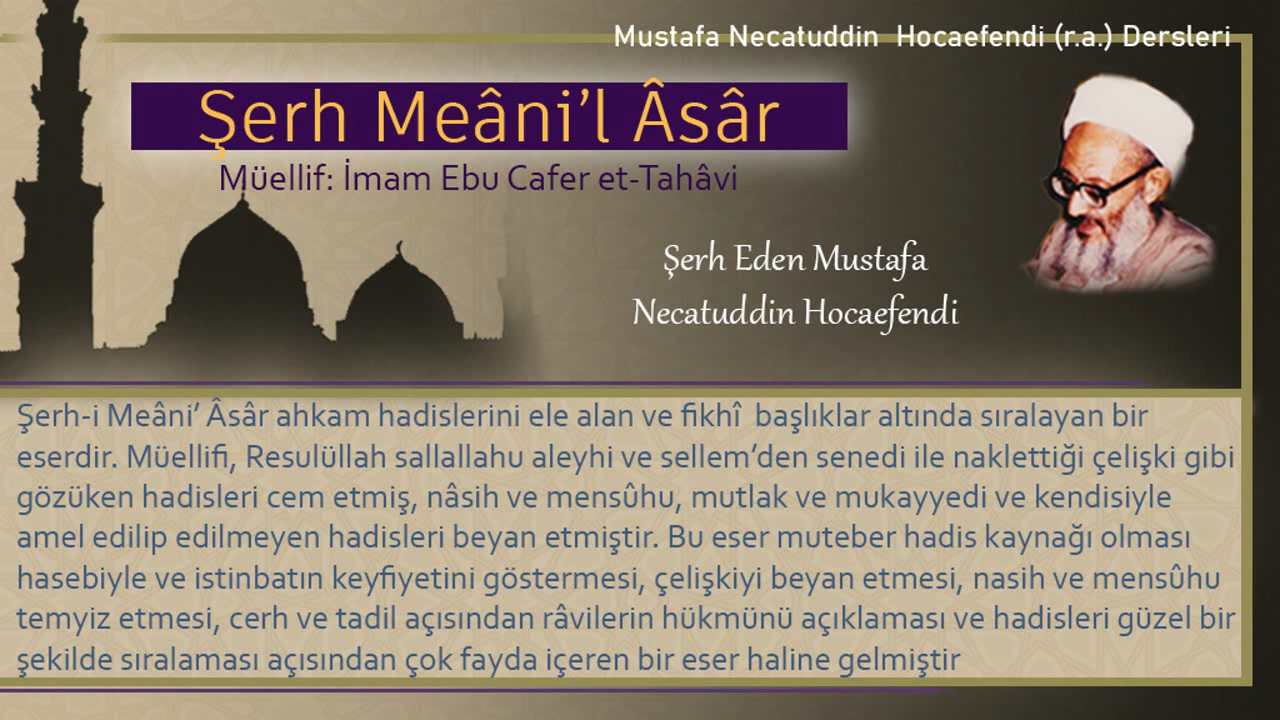 Mustafa Necatuddin Hocaefendi (r.a.) Dersleri
Şerh Meâni’l Âsâr
Müellif: İmam Ebu Cafer et-Tahâvi
Şerh Eden Mustafa
Necatuddin Hocaefendi
Şerh-i Meâni’ Âsâr ahkam hadislerini ele alan ve fikhî başlıklar altında sıralayan bir
eserdir. Müellifi, Resulüllah sallallahu aleyhi ve sellem’den senedi ile naklettiği çelişki gibi
gözüken hadisleri cem etmiş, nâsih ve mensûhu, mutlak ve mukayyedi ve kendisiyle
amel edilip edilmeyen hadisleri beyan etmiştir. Bu eser muteber hadis kaynağı olması
hasebiyle ve istinbatın keyfiyetini göstermesi, çelişkiyi beyan etmesi, nasih ve mensûhu
temyiz etmesi, cerh ve tadil açısından râvilerin hükmünü açıklaması ve hadisleri güzel bir
şekilde sıralaması açısından çok fayda içeren bir eser haline gelmiştir